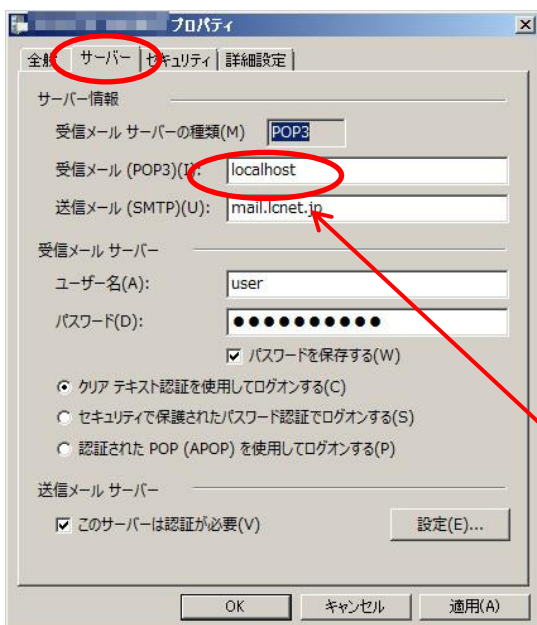 プロパティ
全般 サーバー セキュリティ 詳細設定
サーバー情報
受信メール サーバーの種類(M) POP3
受信メール (POP3)(I): localhost
送信メール (SMTP)(U): mail.lcnet.jp
受信メール サーバー
ユーザー名(A): user
パスワード(D): ●●●●●●●●●●
パスワードを保存する(W)
クリア テキスト認証を使用してログオンする(C)
セキュリティで保護されたパスワード認証でログオンする(S)
認証された POP (APOP) を使用してログオンする(P)
送信メール サーバー
このサーバーは認証が必要(V) 設定(E)...
OK キャンセル 適用(A)